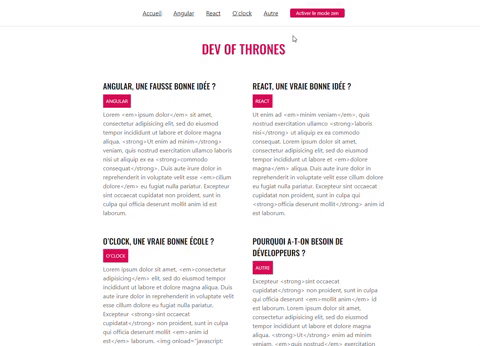 Accueil Angular React O'clock Autre Activer le mode zen
DEV OF THRONES
ANGULAR, UNE FAUSSE BONNE IDÉE ?
ANGULAR
Lorem <em>ipsum dolor</em> sit amet,
consectetur adipisicing elit, sed do eiusmod
tempor incididunt ut labore et dolore magna
aliqua. <strong>Ut enim ad minim</strong>
veniam, quis nostrud exercitation ullamco laboris
nisi ut aliquip ex ea <strong>commodo
consequat</strong>. Duis aute irure dolor in
reprehenderit in voluptate velit esse <em>cillum
dolore</em> eu fugiat nulla pariatur. Excepteur
sint occaecat cupidatat non proident, sunt in
culpa qui officia deserunt mollit anim id est
laborum.
REACT, UNE VRAIE BONNE IDÉE ?
REACT
Ut enim ad <em>minim veniam</em>, quis
nostrud exercitation ullamco <strong>laboris
nisi</strong> ut aliquip ex ea commodo
consequat. Lorem ipsum dolor sit amet,
consectetur adipisicing elit, sed do eiusmod
tempor incididunt ut labore et <em>dolore
magna</em> aliqua. Duis aute irure dolor in
reprehenderit in voluptate velit esse cillum dolore
eu fugiat nulla pariatur. Excepteur sint occaecat
cupidatat non proident, sunt in culpa qui
<strong>officia deserunt mollit</strong> anim id
est laborum.
O'CLOCK, UNE VRAIE BONNE ÉCOLE ?
O'CLOCK
Lorem ipsum dolor sit amet, <em>consectetur
adipisicing</em> elit, sed do eiusmod tempor
incididunt ut labore et dolore magna aliqua. Duis
aute irure dolor in reprehenderit in voluptate velit
esse cillum dolore eu fugiat nulla pariatur.
Excepteur <strong>sint occaecat
cupidatat</strong> non proident, sunt in culpa
qui officia deserunt mollit <em>anim id
est</em> laborum. <img onload="javascript:
POURQUOI A-T-ON BESOIN DE
DÉVELOPPEURS ?
AUTRE
Excepteur <strong>sint occaecat
cupidatat</strong> non proident, sunt in culpa
qui officia deserunt <em>mollit anim</em> id
est laborum. Lorem ipsum dolor sit amet,
consectetur adipisicing elit, sed do eiusmod
tempor incididunt ut labore et dolore magna
aliqua. <strong>Ut</strong> enim ad minim
veniam, quis nostrud <em>exercitation</em>